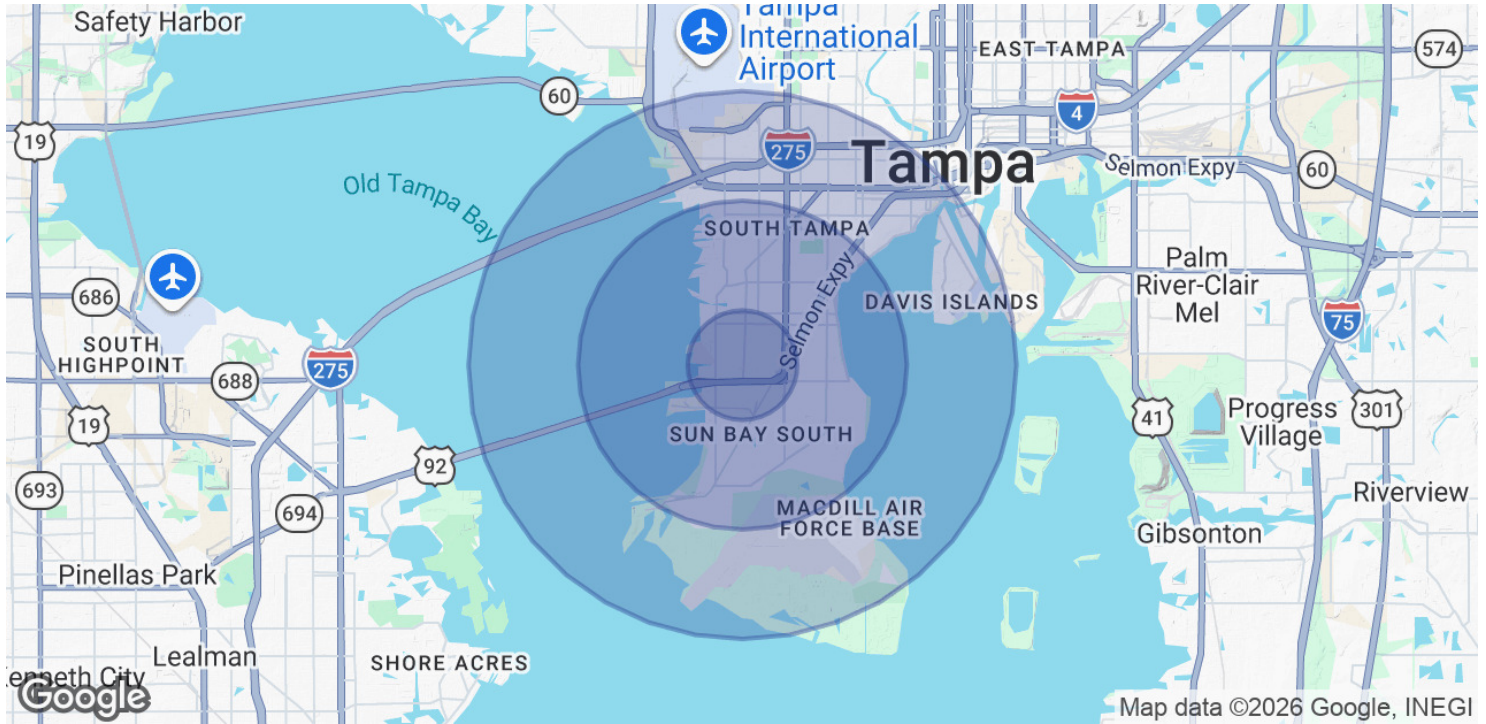 Safety Harbor
Tampa
International
Airport
EAST TAMPA
574
60
4
19
275
Tampa
Selmon Expy
60
Old Tampa Bay
SOUTH TAMPA
Palm
River-Clair
Mel
686
DAVIS ISLANDS
Selmon Expy
75
SOUTH
HIGHPOINT
275
688
19
SUN BAY SOUTH
41
Progress
Village
301
92
693
694
MACDILL AIR
FORCE BASE
Riverview
Gibsonton
Pinellas Park
Lealman
SHORE ACRES
enneth City
Google
Map data ©2026 Google, INEGI